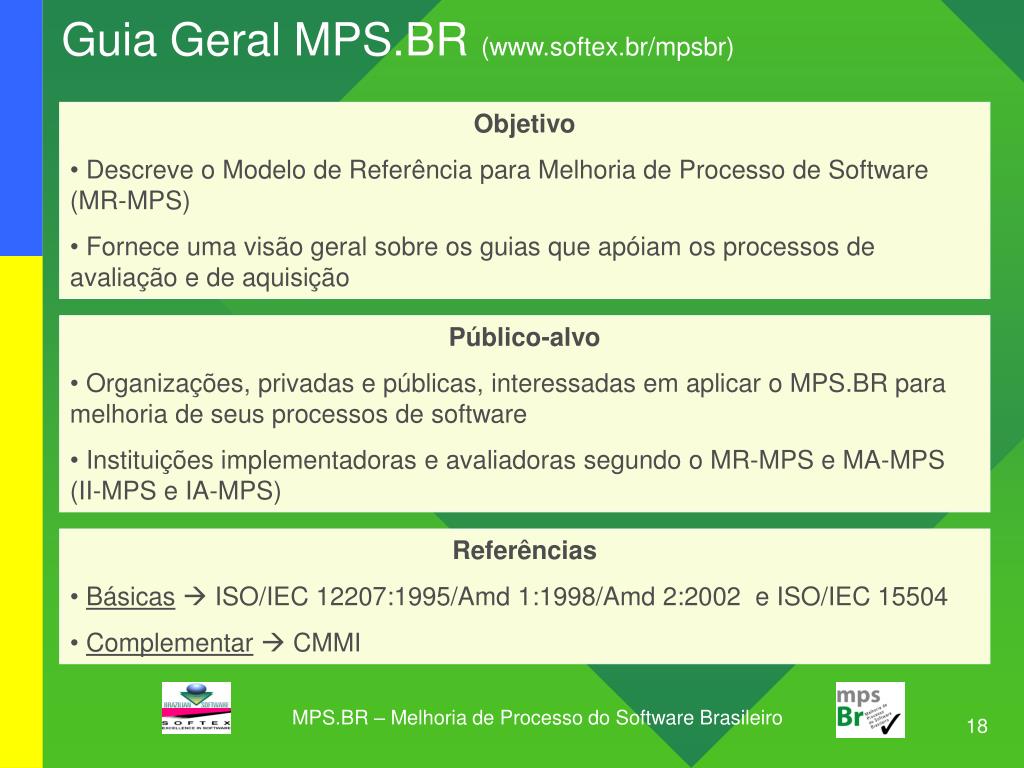 Guia Geral MPS.BR (www.softex.br/mpsbr)
Objetivo
• Descreve o Modelo de Referência para Melhoria de Processo de Software
(MR-MPS)
• Fornece uma visão geral sobre os guias que apóiam os processos de
avaliação e de aquisição
Público-alvo
• Organizações, privadas e públicas, interessadas em aplicar o MPS.BR para
melhoria de seus processos de software
• Instituições implementadoras e avaliadoras segundo o MR-MPS e MA-MPS
(II-MPS e IA-MPS)
Referências
• Básicas → ISO/IEC 12207:1995/Amd 1:1998/Amd 2:2002 e ISO/IEC 15504
• Complementar → CMMI
BRAZILIAN SOFTWARE
SOFTEX
EXCELLENCE IN SOFTWARE
MPS.BR – Melhoria de Processo do Software Brasileiro
mps
Br
Melhoria de
Processo
do Software
Brasileiro
18